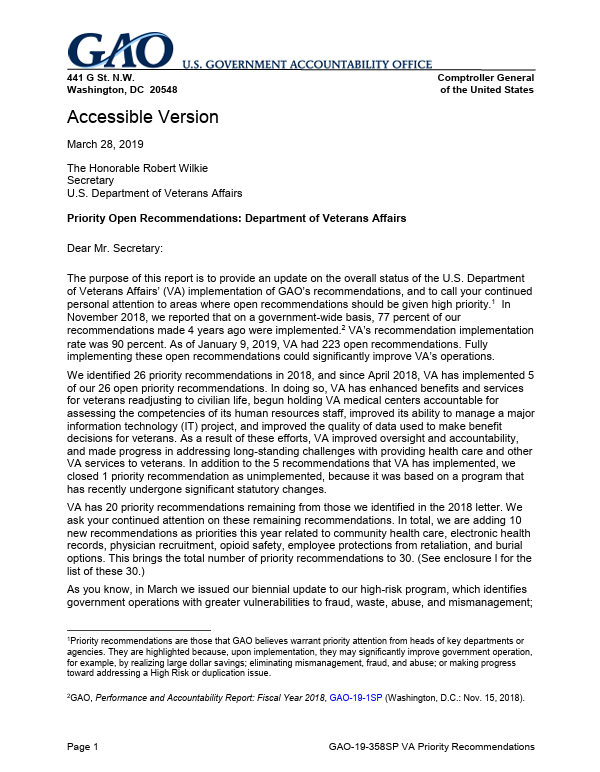 GAO U.S. GOVERNMENT ACCOUNTABILITY OFFICE
441 G St. N.W.
Washington, DC 20548
Comptroller General
of the United States
Accessible Version
March 28, 2019
The Honorable Robert Wilkie
Secretary
U.S. Department of Veterans Affairs
Priority Open Recommendations: Department of Veterans Affairs
Dear Mr. Secretary:
The purpose of this report is to provide an update on the overall status of the U.S. Department
of Veterans Affairs’ (VA) implementation of GAO’s recommendations, and to call your continued
personal attention to areas where open recommendations should be given high priority.¹ In
November 2018, we reported that on a government-wide basis, 77 percent of our
recommendations made 4 years ago were implemented.² VA’s recommendation implementation
rate was 90 percent. As of January 9, 2019, VA had 223 open recommendations. Fully
implementing these open recommendations could significantly improve VA’s operations.
We identified 26 priority recommendations in 2018, and since April 2018, VA has implemented 5
of our 26 open priority recommendations. In doing so, VA has enhanced benefits and services
for veterans readjusting to civilian life, begun holding VA medical centers accountable for
assessing the competencies of its human resources staff, improved its ability to manage a major
information technology (IT) project, and improved the quality of data used to make benefit
decisions for veterans. As a result of these efforts, VA improved oversight and accountability,
and made progress in addressing long-standing challenges with providing health care and other
VA services to veterans. In addition to the 5 recommendations that VA has implemented, we
closed 1 priority recommendation as unimplemented, because it was based on a program that
has recently undergone significant statutory changes.
VA has 20 priority recommendations remaining from those we identified in the 2018 letter. We
ask your continued attention on these remaining recommendations. In total, we are adding 10
new recommendations as priorities this year related to community health care, electronic health
records, physician recruitment, opioid safety, employee protections from retaliation, and burial
options. This brings the total number of priority recommendations to 30. (See enclosure I for the
list of these 30.)
As you know, in March we issued our biennial update to our high-risk program, which identifies
government operations with greater vulnerabilities to fraud, waste, abuse, and mismanagement;
¹Priority recommendations are those that GAO believes warrant priority attention from heads of key departments or
agencies. They are highlighted because, upon implementation, they may significantly improve government operation,
for example, by realizing large dollar savings; eliminating mismanagement, fraud, and abuse; or making progress
toward addressing a High Risk or duplication issue.
²GAO, Performance and Accountability Report: Fiscal Year 2018, GAO-19-1SP (Washington, D.C.: Nov. 15, 2018).
Page 1
GAO-19-358SP VA Priority Recommendations